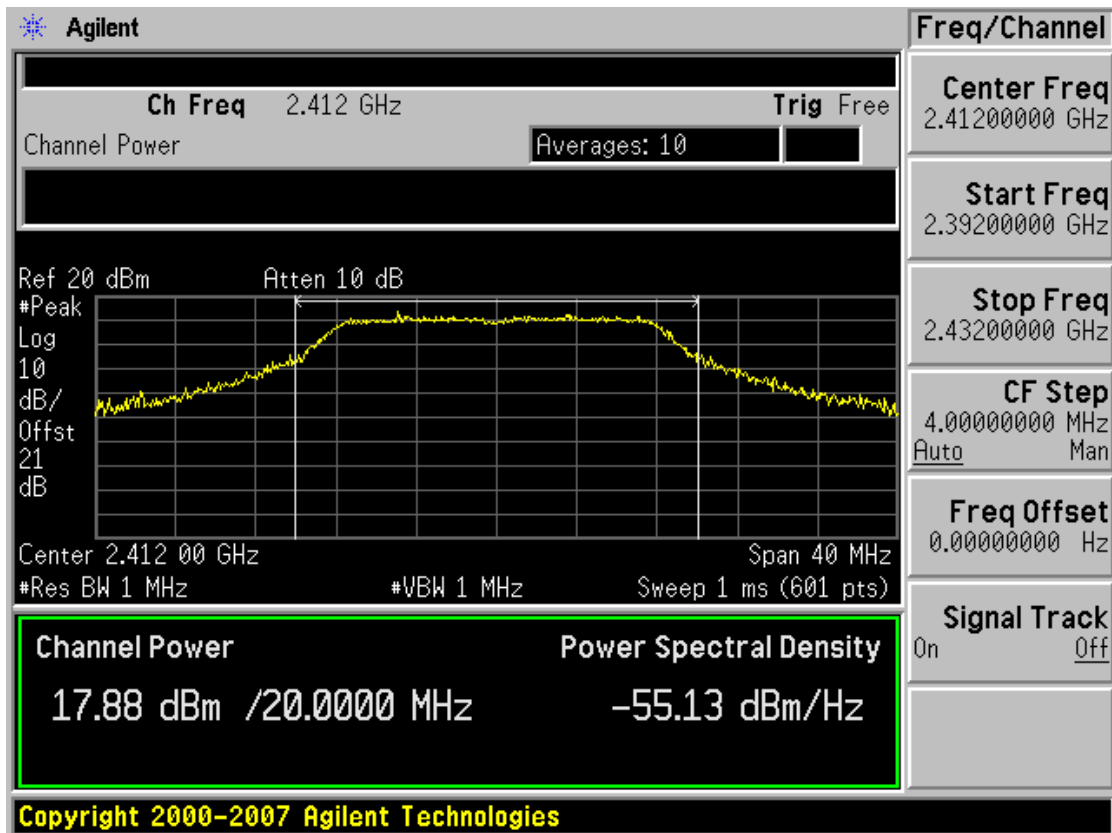 Agilent
Freq/Channel
Ch Freq 2.412 GHz Trig Free
Channel Power Averages: 10
Ref 20 dBm Atten 10 dB
#Peak
Log
10
dB/
Offst
21
dB
Center 2.412 00 GHz Span 40 MHz
#Res BW 1 MHz #VBW 1 MHz Sweep 1 ms (601 pts)
Channel Power Power Spectral Density
17.88 dBm /20.0000 MHz -55.13 dBm/Hz
Center Freq
2.41200000 GHz
Start Freq
2.39200000 GHz
Stop Freq
2.43200000 GHz
CF Step
4.00000000 MHz
Auto Man
Freq Offset
0.00000000 Hz
Signal Track
On Off
Copyright 2000-2007 Agilent Technologies